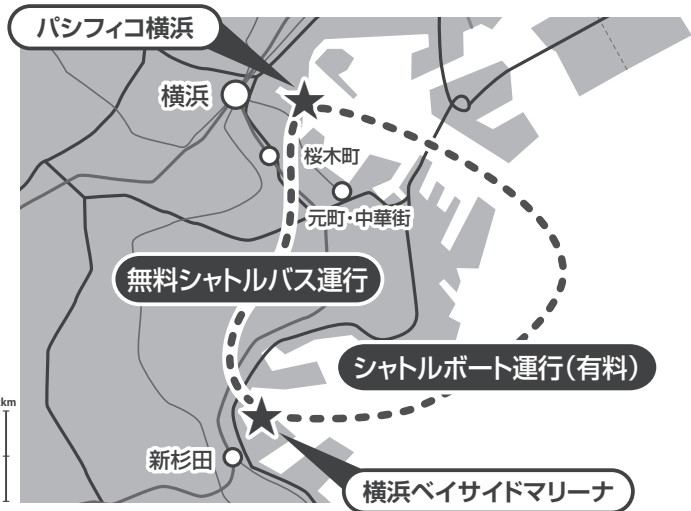 パシフィコ横浜
横浜
桜木町
元町・中華街
無料シャトルバス運行
シャトルボート運行(有料)
km
新杉田
横浜ベイサイドマリーナ